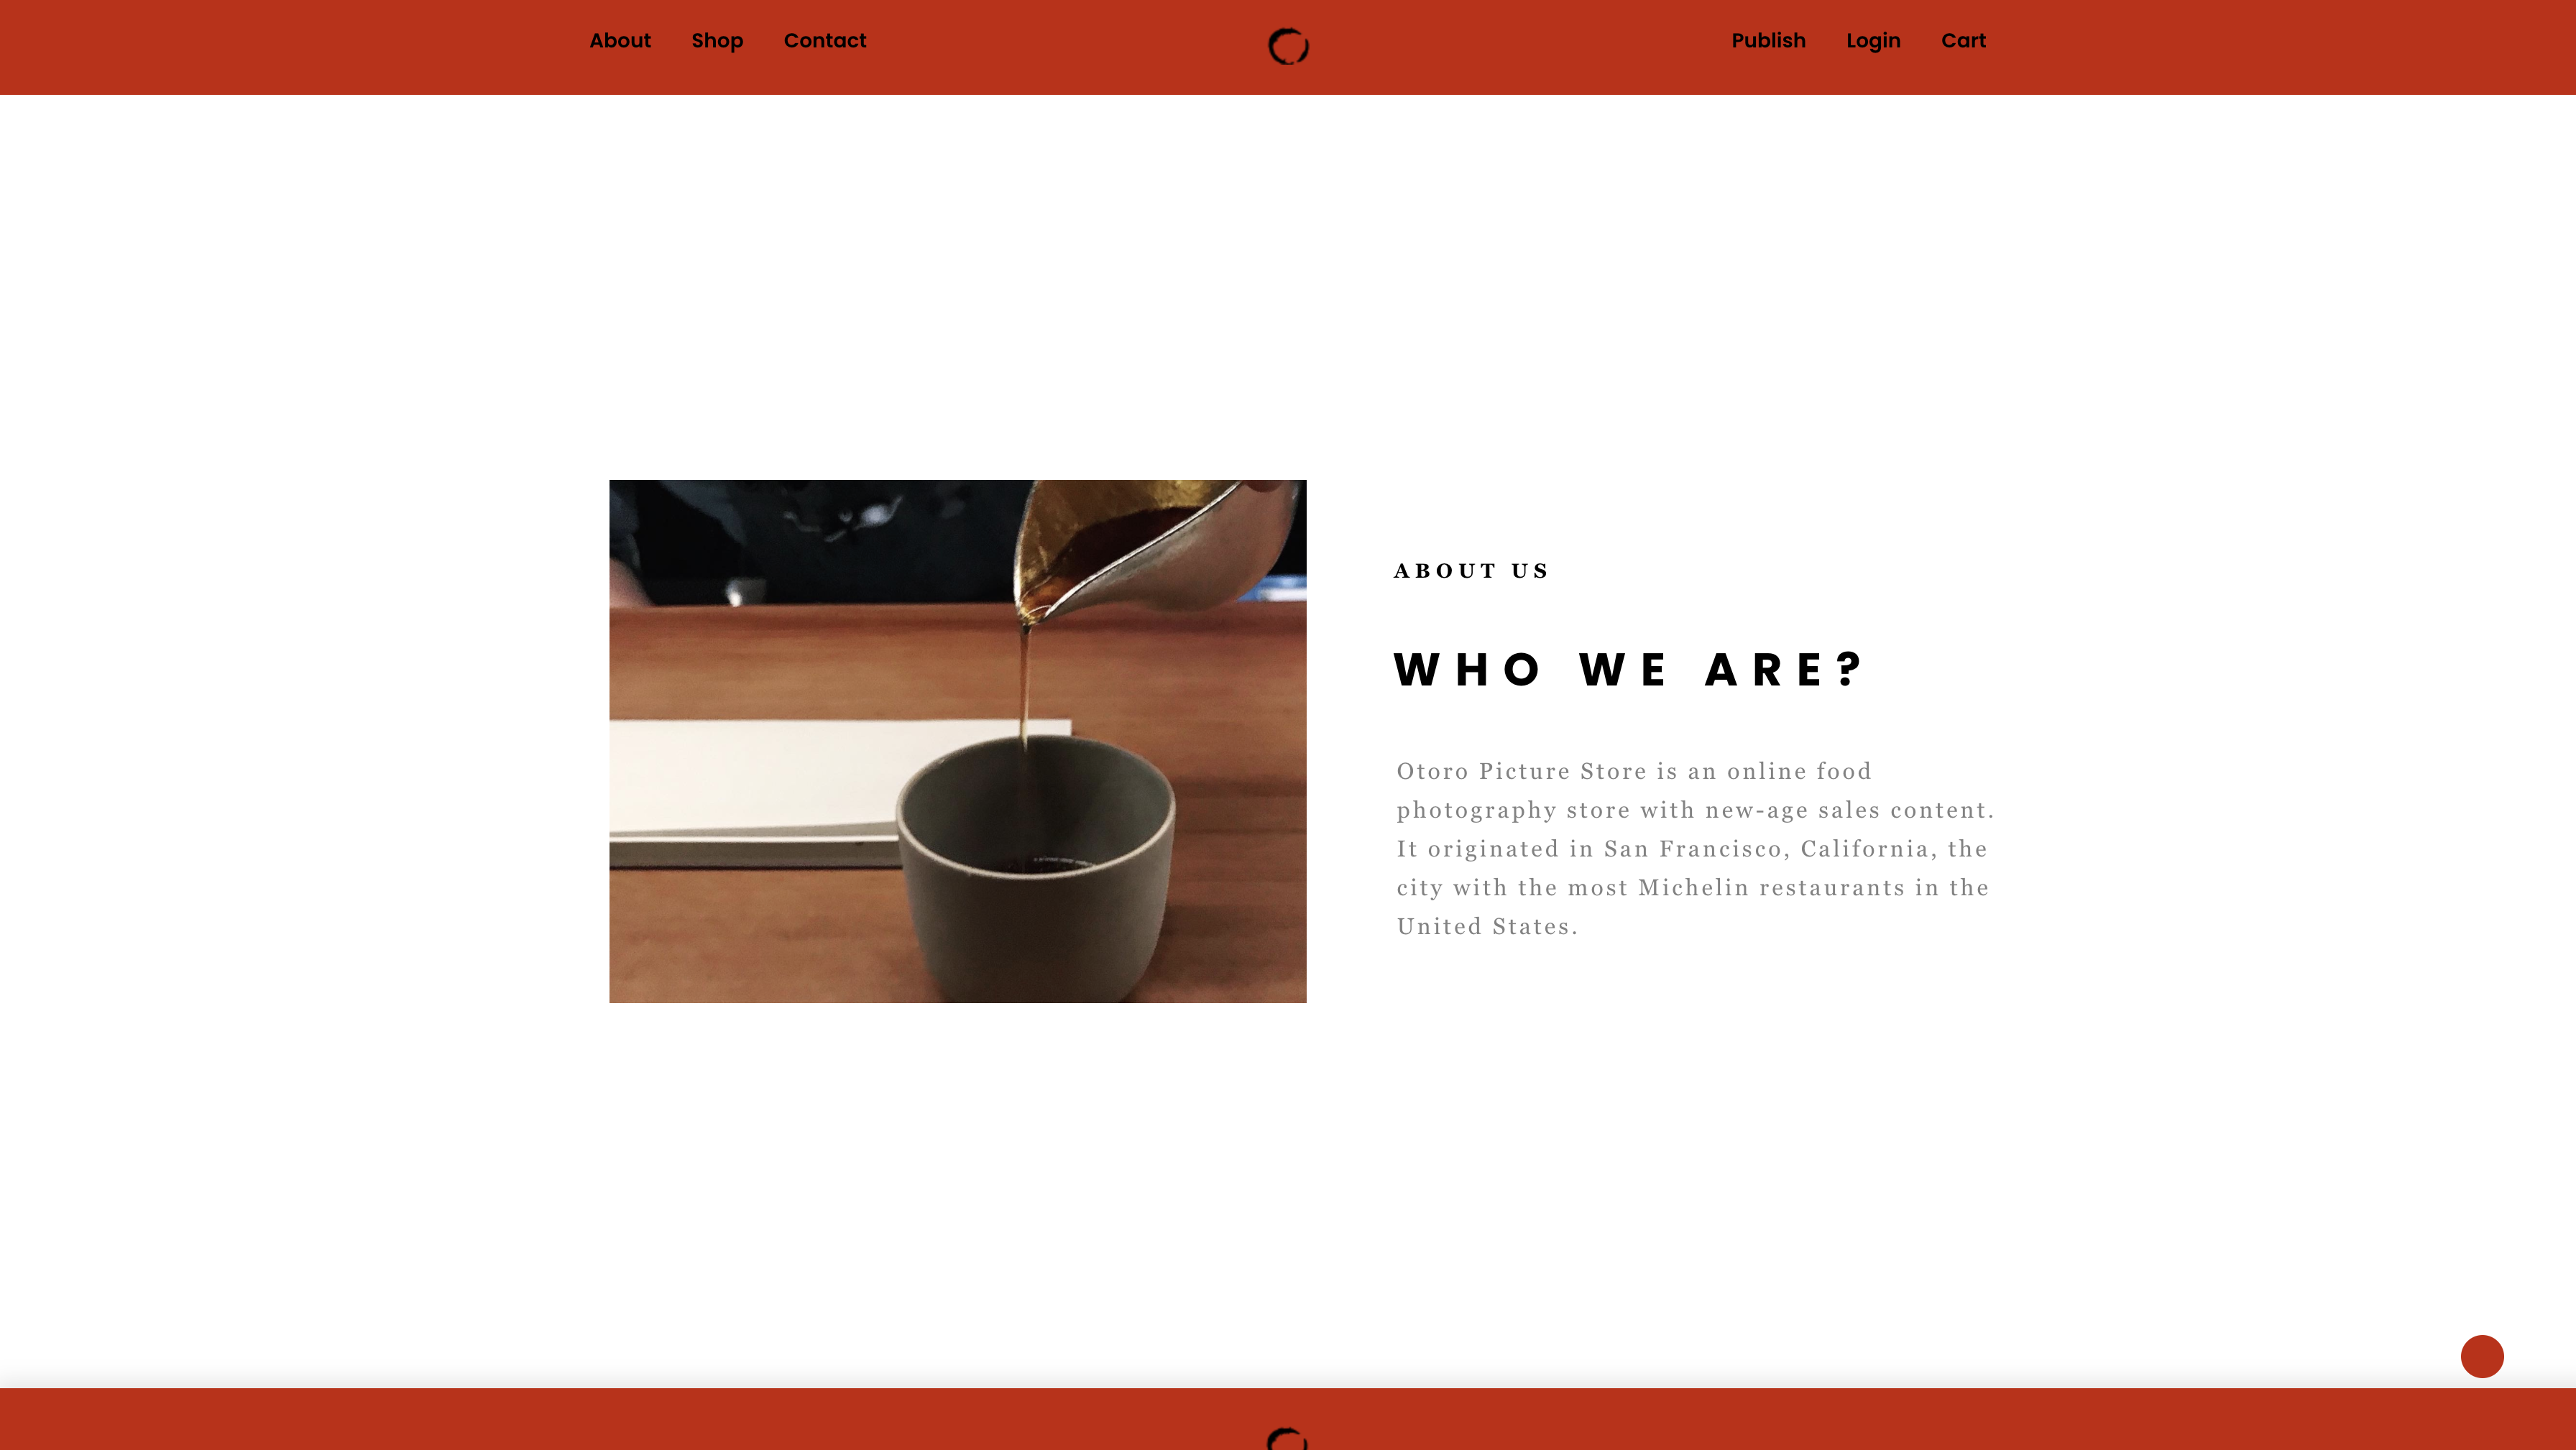 About Shop Contact Publish Login Cart
ABOUT US
WHO WE ARE?
Otoro Picture Store is an online food
photography store with new-age sales content.
It originated in San Francisco, California, the
city with the most Michelin restaurants in the
United States.